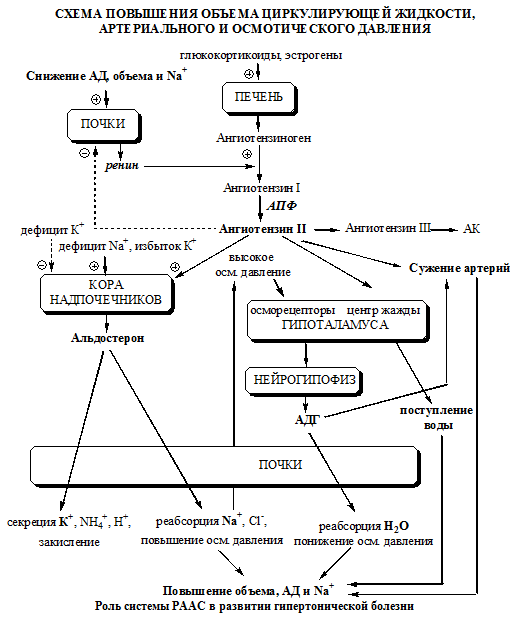 СХЕМА ПОВЫШЕНИЯ ОБЪЕМА ЦИРКУЛИРУЮЩЕЙ ЖИДКОСТИ,
АРТЕРИАЛЬНОГО И ОСМОТИЧЕСКОГО ДАВЛЕНИЯ
глюкокортикоиды, эстрогены
Снижение АД, объема и Na⁺
+
+
ПЕЧЕНЬ
ПОЧКИ
Ангиотензиноген
−
ренин
+
Ангиотензин I
АПФ
Ангиотензин II
Ангиотензин III
АК
дефицит К⁺
дефицит Na⁺, избыток К⁺
высокое
осм. давление
Сужение артерий
−
+
+
КОРА
НАДПОЧЕЧНИКОВ
осморецепторы центр жажды
ГИПОТАЛАМУСА
Альдостерон
НЕЙРОГИПОФИЗ
АДГ
поступление
воды
ПОЧКИ
секреция К⁺, NH₄⁺, Н⁺,
закисление
реабсорция Na⁺, Cl⁻,
повышение осм. давления
реабсорция H₂O
понижение осм. давления
Повышение объема, АД и Na⁺
Роль системы РААС в развитии гипертонической болезни